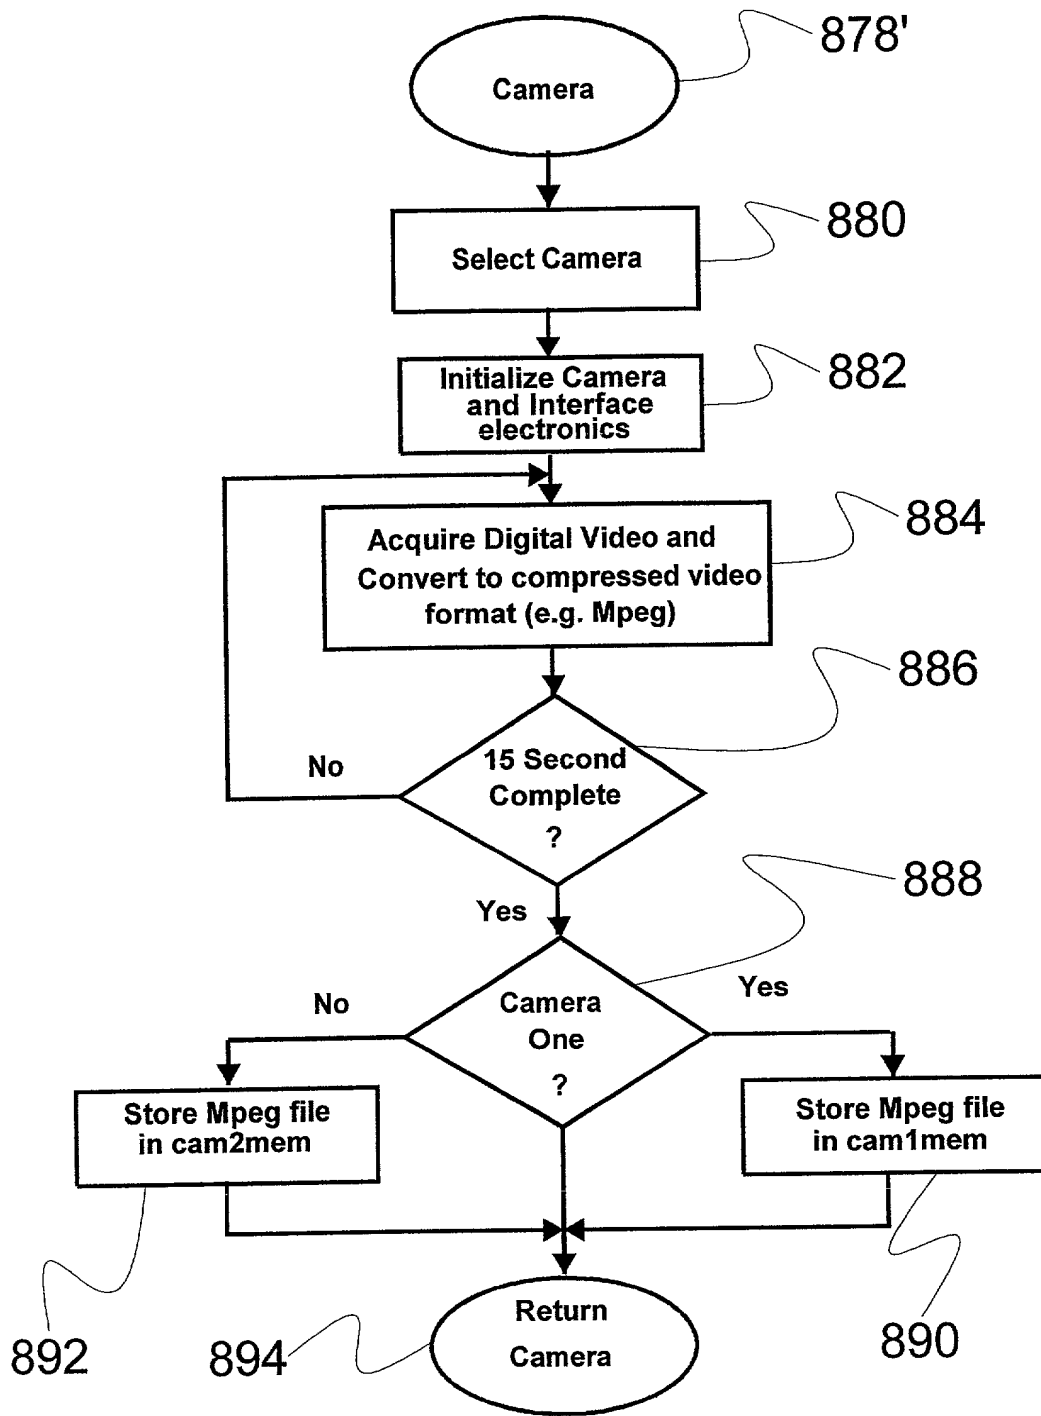 878'
Camera
880
Select Camera
882
Initialize Camera
and Interface
electronics
884
Acquire Digital Video and
Convert to compressed video
format (e.g. Mpeg)
886
15 Second
Complete
?
No
888
Yes
Camera
One
?
No
Yes
Store Mpeg file
in cam2mem
Store Mpeg file
in cam1mem
892
894
Return
Camera
890